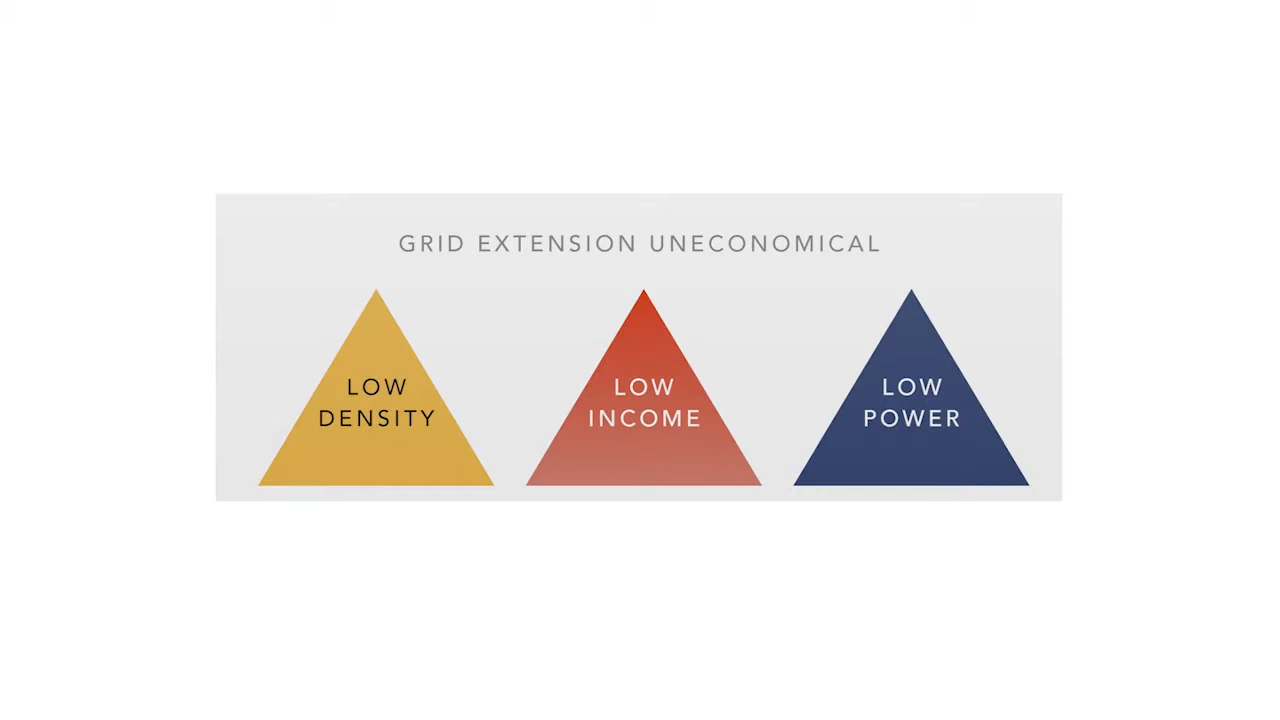 GRID EXTENSION UNECONOMICAL
LOW
DENSITY
LOW
INCOME
LOW
POWER